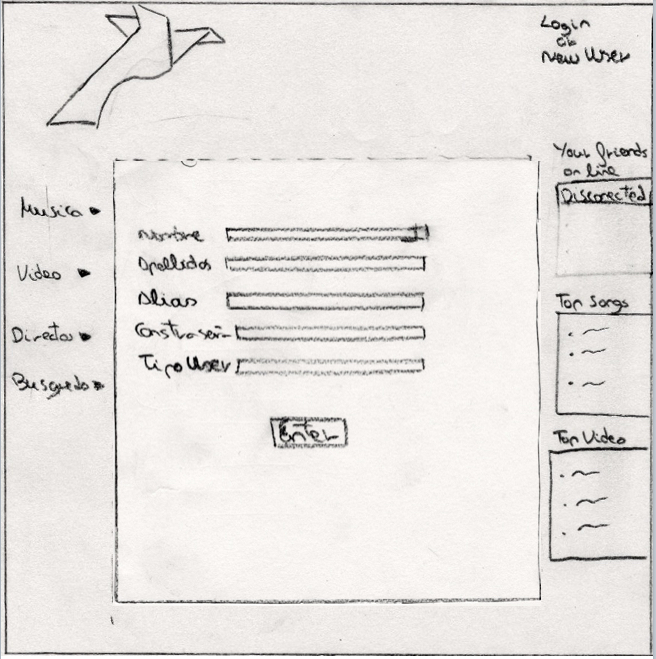 Login
or
New User
Your friends
on line
Disconected
Musica
Video
Directo
Busqueda
Nombre
Apellidos
Alias
Contraseña
Tipo User
Enter
Top Songs
Top Video